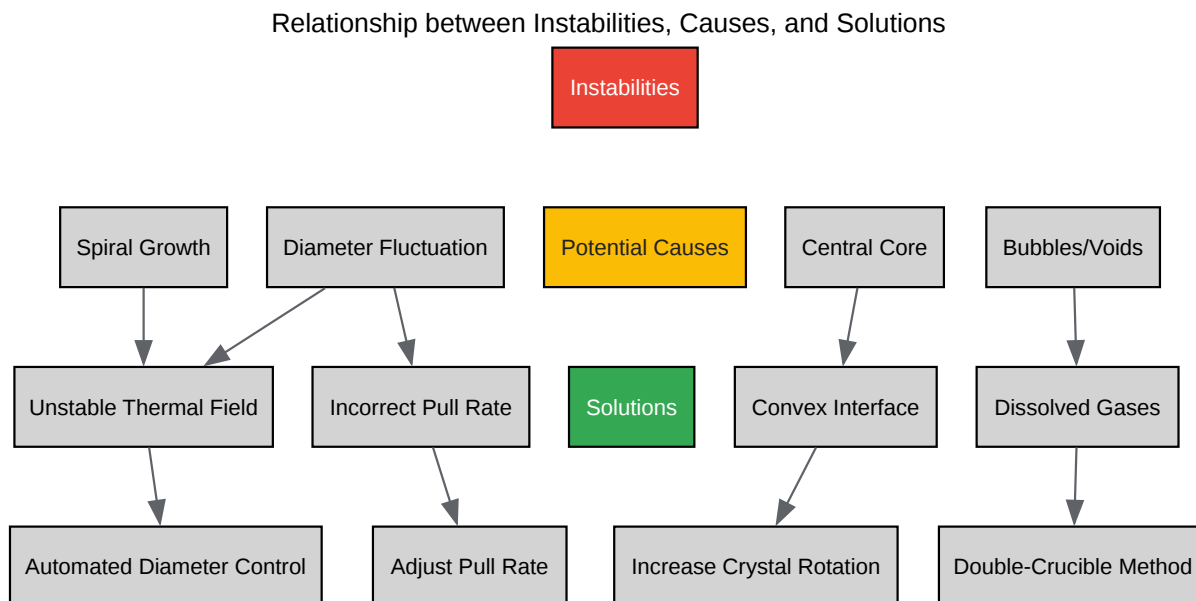 Relationship between Instabilities, Causes, and Solutions
Instabilities
Spiral Growth
Diameter Fluctuation
Potential Causes
Central Core
Bubbles/Voids
Unstable Thermal Field
Incorrect Pull Rate
Solutions
Convex Interface
Dissolved Gases
Automated Diameter Control
Adjust Pull Rate
Increase Crystal Rotation
Double-Crucible Method